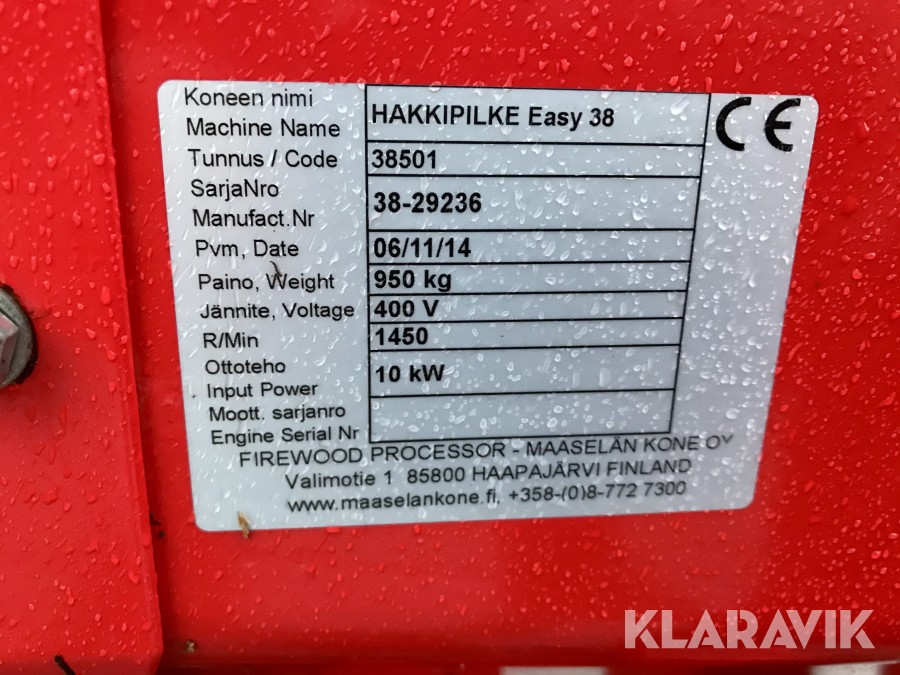 Koneen nimi
Machine Name
HAKKIPILKE Easy 38
Tunnus / Code
38501
SarjaNro
Manufact.Nr
38-29236
Pvm, Date
06/11/14
Paino, Weight
950 kg
Jännite, Voltage
400 V
R/Min
1450
Ottoteho
Input Power
10 kW
Moott. sarjanro
Engine Serial Nr
CE
FIREWOOD PROCESSOR - MAASELÄN KONE OY
Valimotie 1 85800 HAAPAJÄRVI FINLAND
www.maaselankone.fi, +358-(0)8-772 7300
KLARAVIK